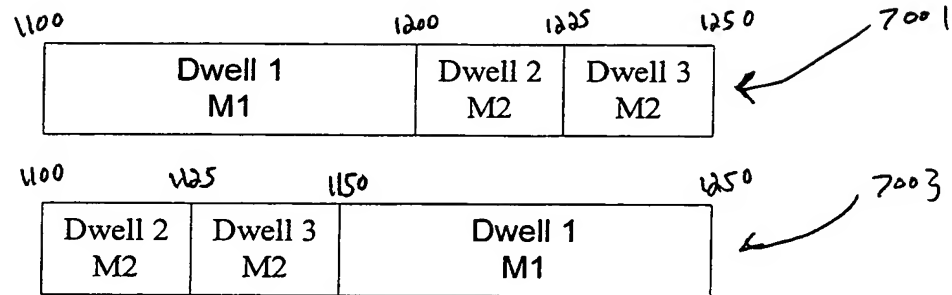 1100 1200 1225 1250 7001
Dwell 1 Dwell 2 Dwell 3
M1 M2 M2
1100 1125 1150 1250 7003
Dwell 2 Dwell 3 Dwell 1
M2 M2 M1